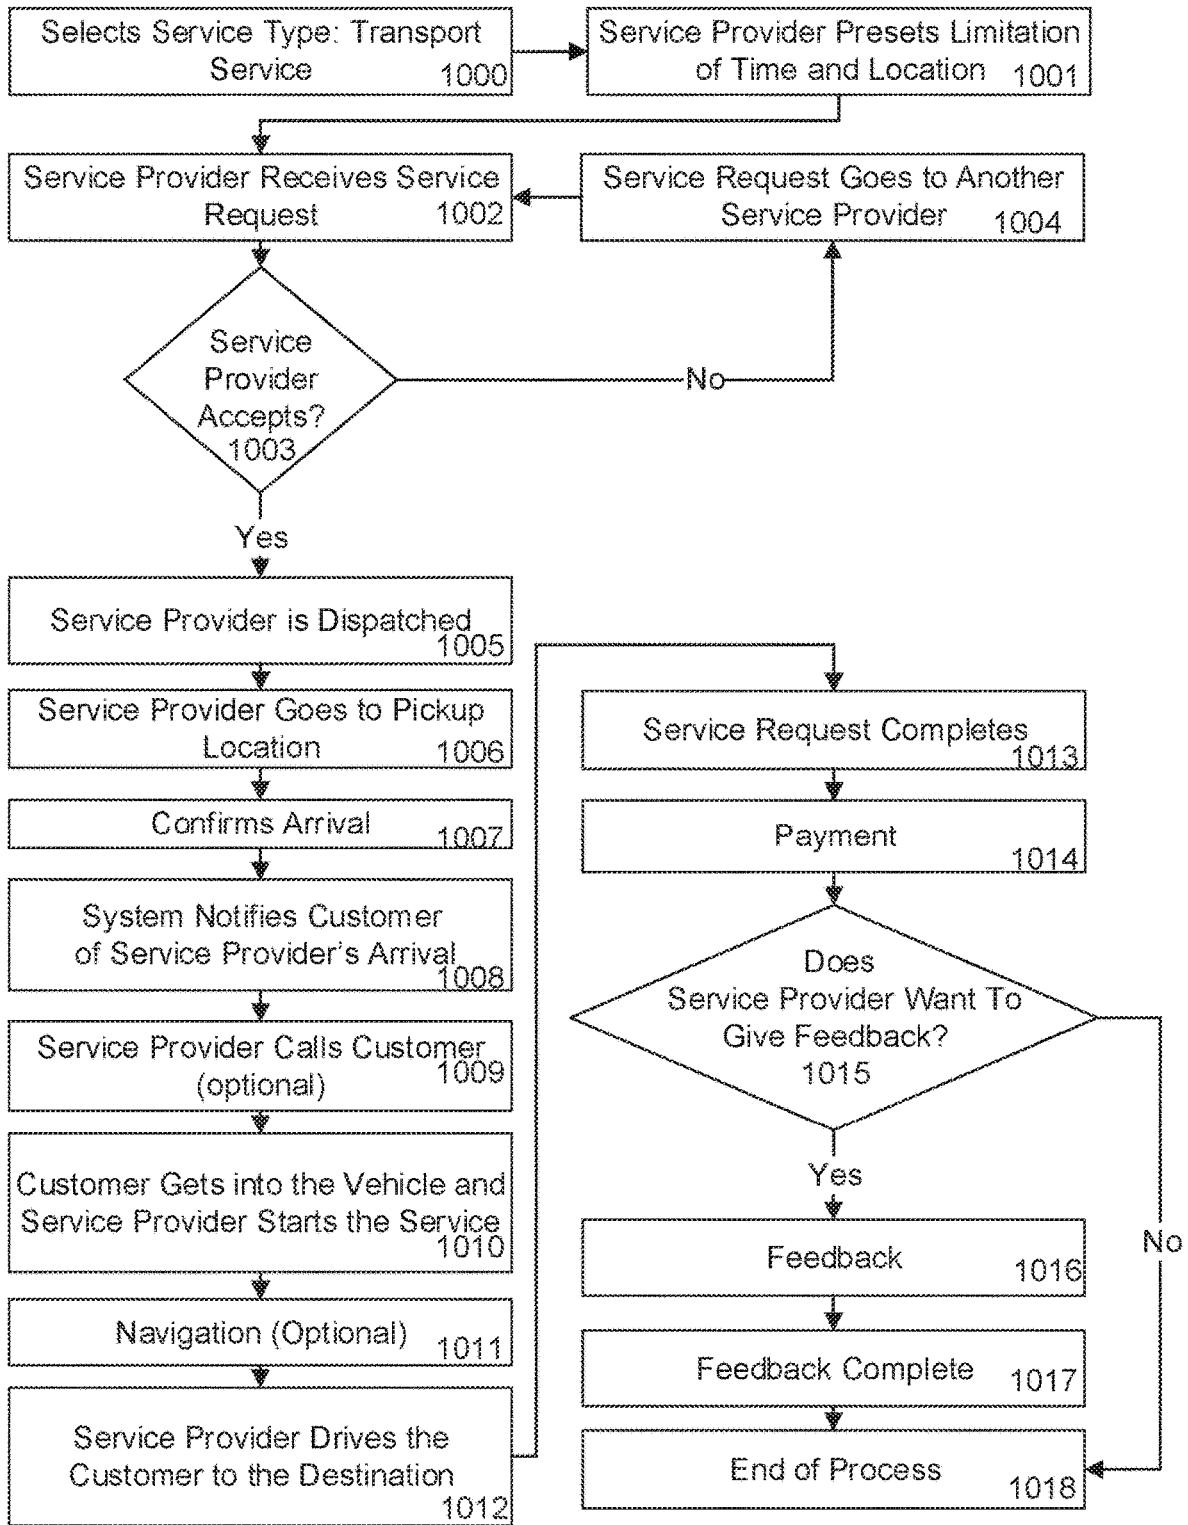 Selects Service Type: Transport
Service
1000
Service Provider Presets Limitation
of Time and Location
1001
Service Provider Receives Service
Request
1002
Service Request Goes to Another
Service Provider
1004
Service
Provider
Accepts?
1003
No
Yes
Service Provider is Dispatched
1005
Service Provider Goes to Pickup
Location
1006
Confirms Arrival
1007
System Notifies Customer
of Service Provider's Arrival
1008
Service Provider Calls Customer
(optional)
1009
Customer Gets into the Vehicle and
Service Provider Starts the Service
1010
Navigation (Optional)
1011
Service Provider Drives the
Customer to the Destination
1012
Service Request Completes
1013
Payment
1014
Does
Service Provider Want To
Give Feedback?
1015
Yes
No
Feedback
1016
Feedback Complete
1017
End of Process
1018